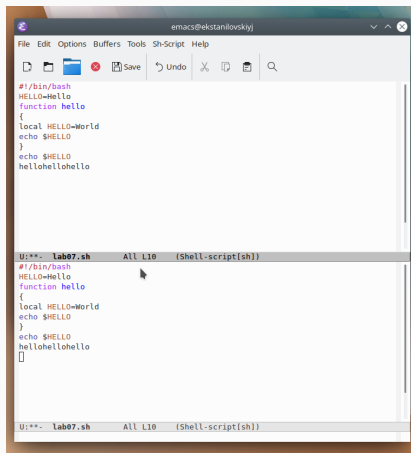 emacs@ekstanilovskiyj
File Edit Options Buffers Tools Sh-Script Help
Save Undo
#!/bin/bash
HELLO=Hello
function hello
{
local HELLO=World
echo $HELLO
}
echo $HELLO
hellohellohello
U:**- lab07.sh All L10 (Shell-script[sh])
#!/bin/bash
HELLO=Hello
function hello
{
local HELLO=World
echo $HELLO
}
echo $HELLO
hellohellohello
U:**- lab07.sh All L10 (Shell-script[sh])